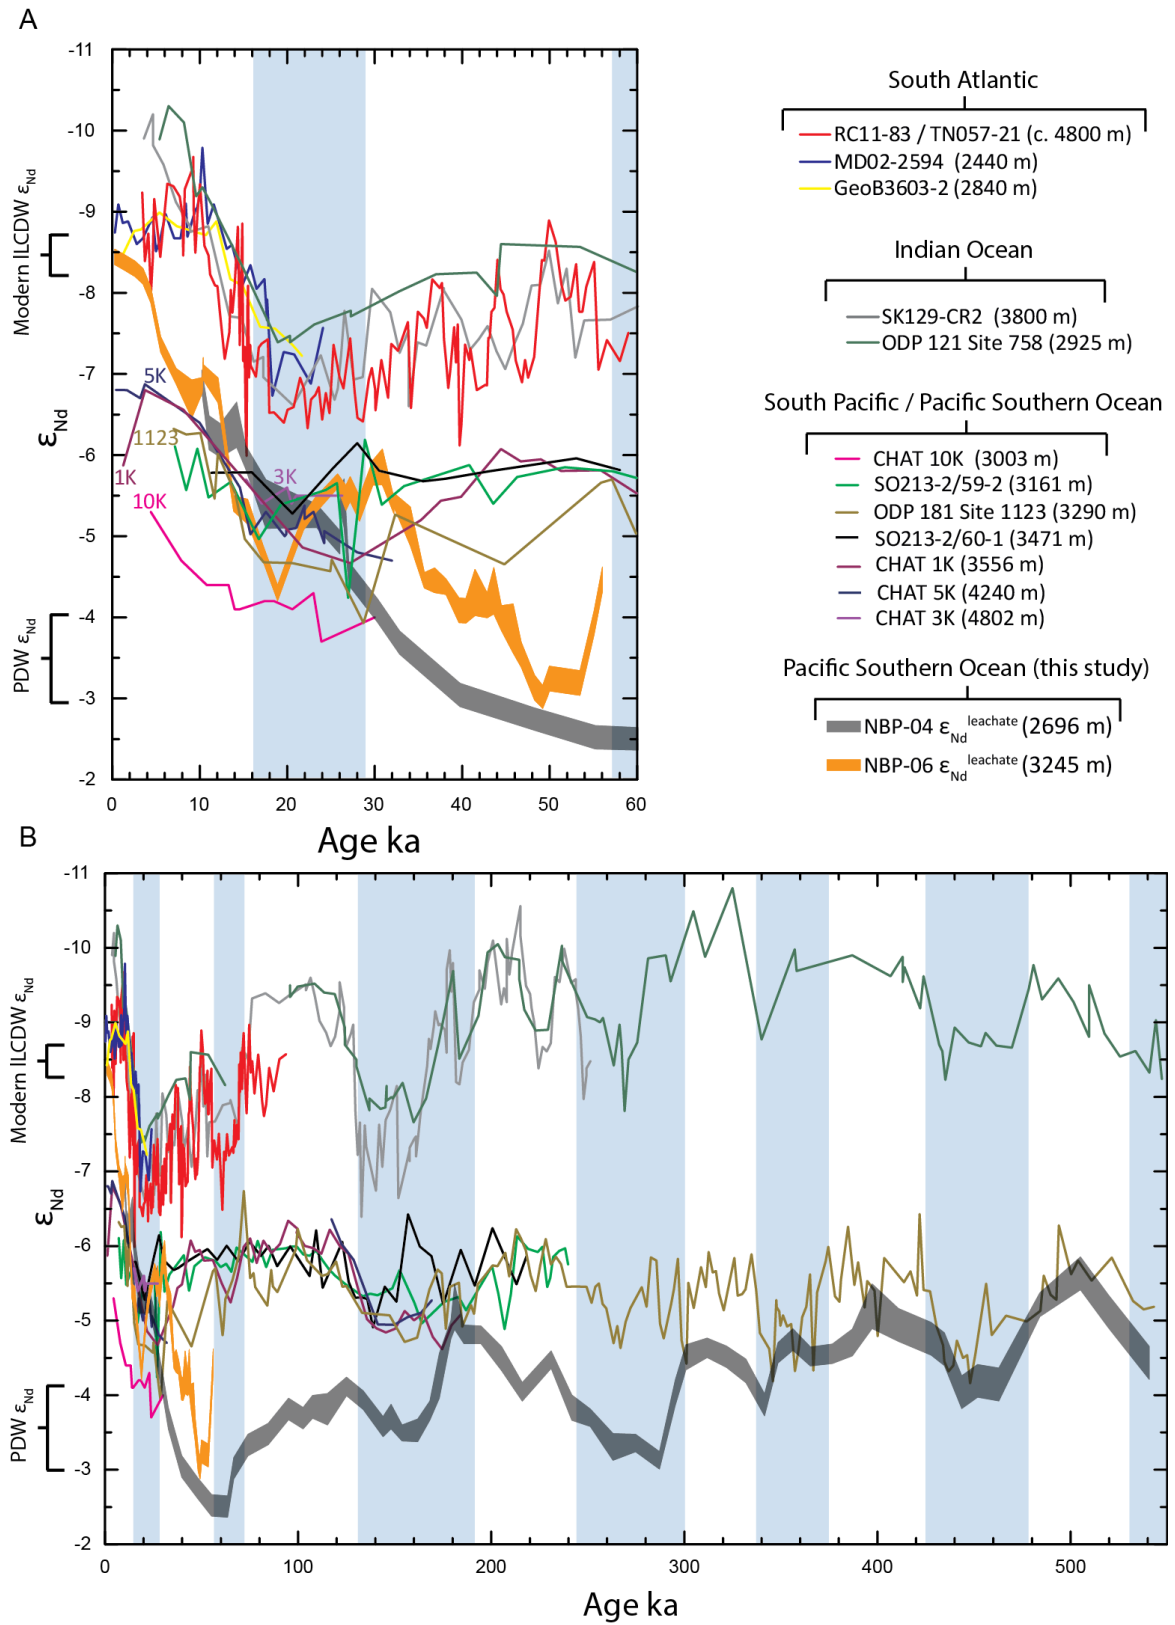 A
-11
-10
-9
-8
-7
-6
-5
-4
-3
-2
Modern ILCDW εNd
εNd
PDW εNd
5K
1123
1K
3K
10K
0 10 20 30 40 50 60
Age ka
South Atlantic
RC11-83 / TN057-21 (c. 4800 m)
MD02-2594 (2440 m)
GeoB3603-2 (2840 m)
Indian Ocean
SK129-CR2 (3800 m)
ODP 121 Site 758 (2925 m)
South Pacific / Pacific Southern Ocean
CHAT 10K (3003 m)
SO213-2/59-2 (3161 m)
ODP 181 Site 1123 (3290 m)
SO213-2/60-1 (3471 m)
CHAT 1K (3556 m)
CHAT 5K (4240 m)
CHAT 3K (4802 m)
Pacific Southern Ocean (this study)
NBP-04 εNd leachate (2696 m)
NBP-06 εNd leachate (3245 m)
B
-11
-10
-9
-8
-7
-6
-5
-4
-3
-2
Modern ILCDW εNd
εNd
PDW εNd
0 100 200 300 400 500
Age ka